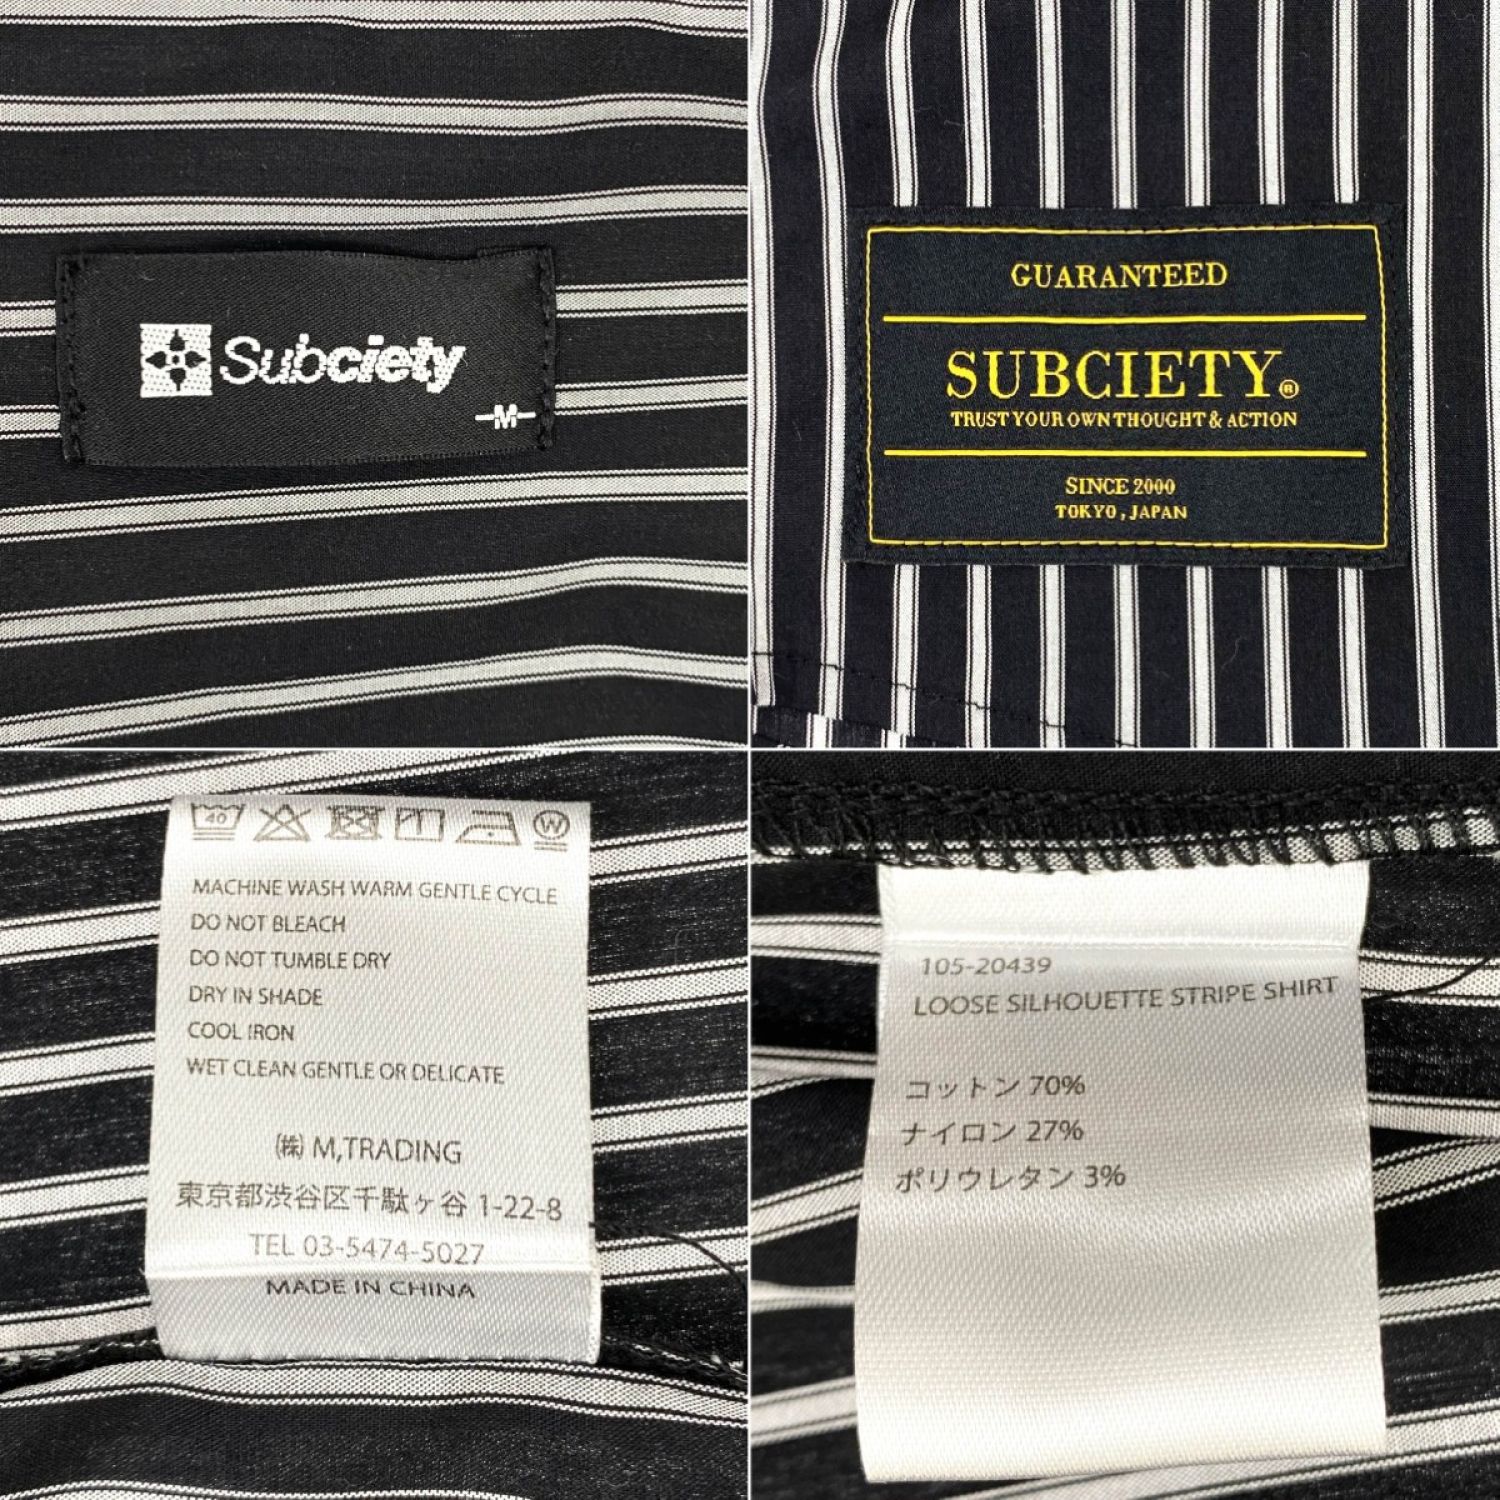 Subciety
-M-
GUARANTEED
SUBCIETY®
TRUST YOUR OWN THOUGHT & ACTION
SINCE 2000
TOKYO, JAPAN
40 W
MACHINE WASH WARM GENTLE CYCLE
DO NOT BLEACH
DO NOT TUMBLE DRY
DRY IN SHADE
COOL IRON
WET CLEAN GENTLE OR DELICATE
㈱ M,TRADING
東京都渋谷区千駄ヶ谷 1-22-8
TEL 03-5474-5027
MADE IN CHINA
105-20439
LOOSE SILHOUETTE STRIPE SHIRT
コットン 70%
ナイロン 27%
ポリウレタン 3%